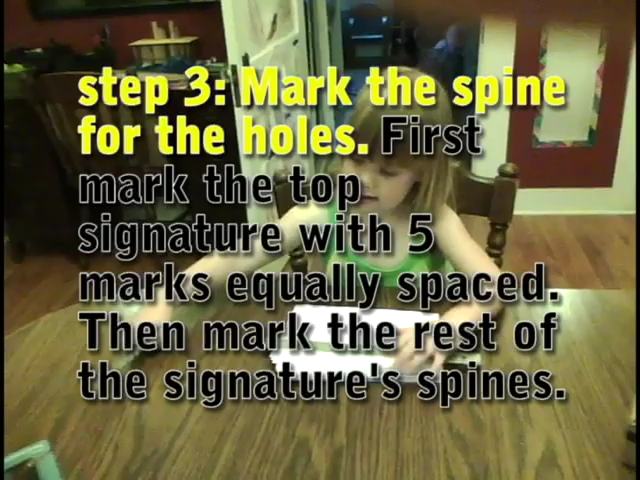 step 3: Mark the spine
for the holes. First
mark the top
signature with 5
marks equally spaced.
Then mark the rest of
the signature's spines.